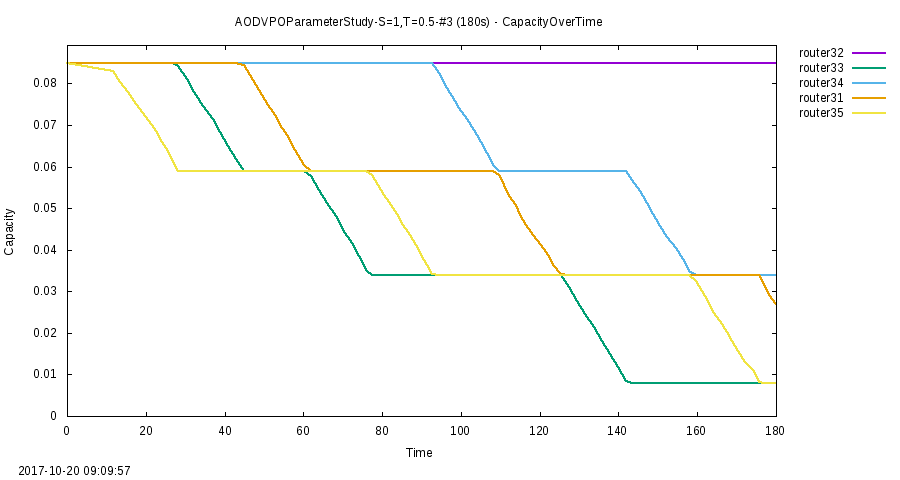 AODVPOParameterStudy-S=1,T=0.5-#3 (180s) - CapacityOverTime
router32
router33
router34
router31
router35
0.08
0.07
0.06
0.05
0.04
0.03
0.02
0.01
0
Capacity
0 20 40 60 80 100 120 140 160 180
Time
2017-10-20 09:09:57